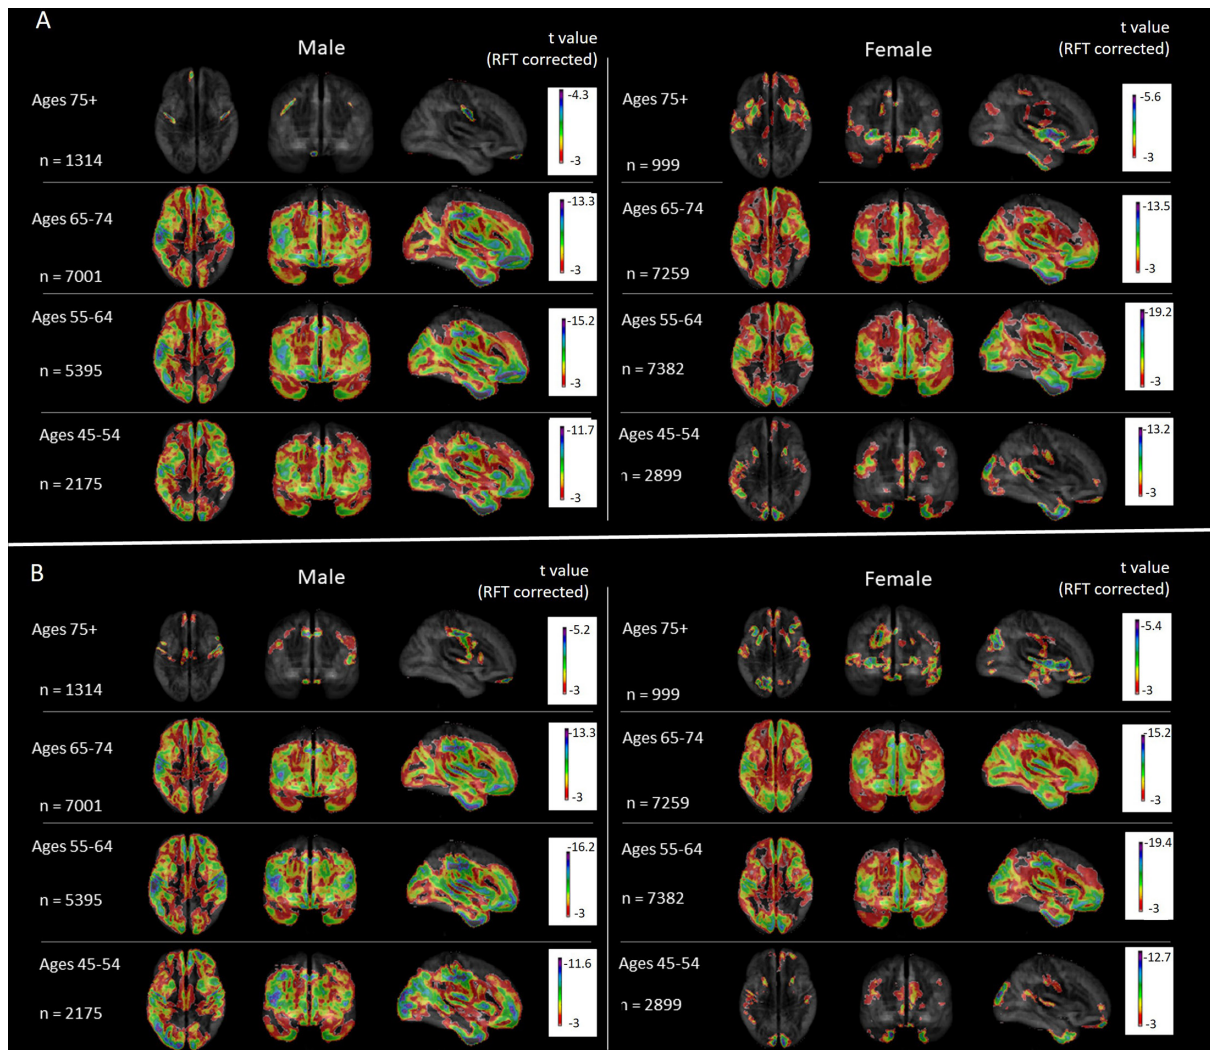 A
Male
t value
(RFT corrected)
Female
t value
(RFT corrected)
Ages 75+
n = 1314
-4.3
-3
Ages 75+
n = 999
-5.6
-3
Ages 65-74
n = 7001
-13.3
-3
Ages 65-74
n = 7259
-13.5
-3
Ages 55-64
n = 5395
-15.2
-3
Ages 55-64
n = 7382
-19.2
-3
Ages 45-54
n = 2175
-11.7
-3
Ages 45-54
n = 2899
-13.2
-3
B
Male
t value
(RFT corrected)
Female
t value
(RFT corrected)
Ages 75+
n = 1314
-5.2
-3
Ages 75+
n = 999
-5.4
-3
Ages 65-74
n = 7001
-13.3
-3
Ages 65-74
n = 7259
-15.2
-3
Ages 55-64
n = 5395
-16.2
-3
Ages 55-64
n = 7382
-19.4
-3
Ages 45-54
n = 2175
-11.6
-3
Ages 45-54
n = 2899
-12.7
-3